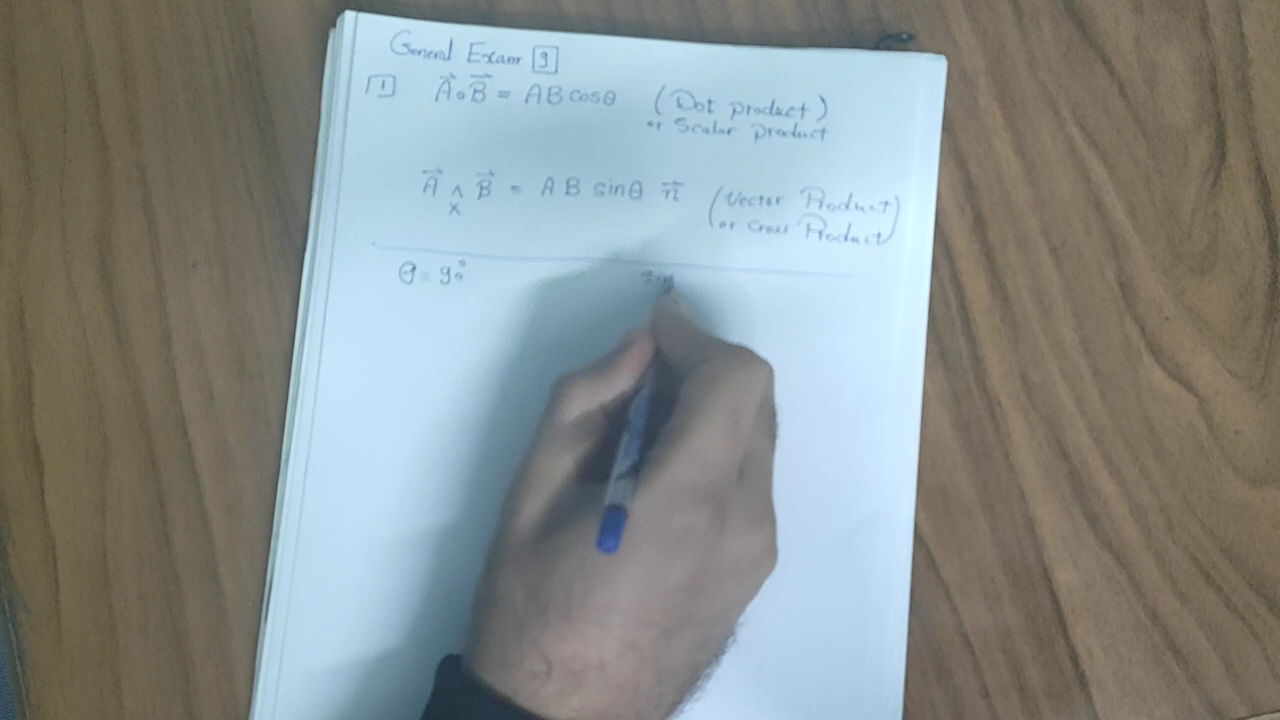 General Exam 9
1 A⃗ ∘ B⃗ = AB cosθ (Dot product)
or Scalar product
A⃗ ∧ B⃗ = AB sinθ n⃗ (Vector Product)
x (or Cross Product)
θ = 90°